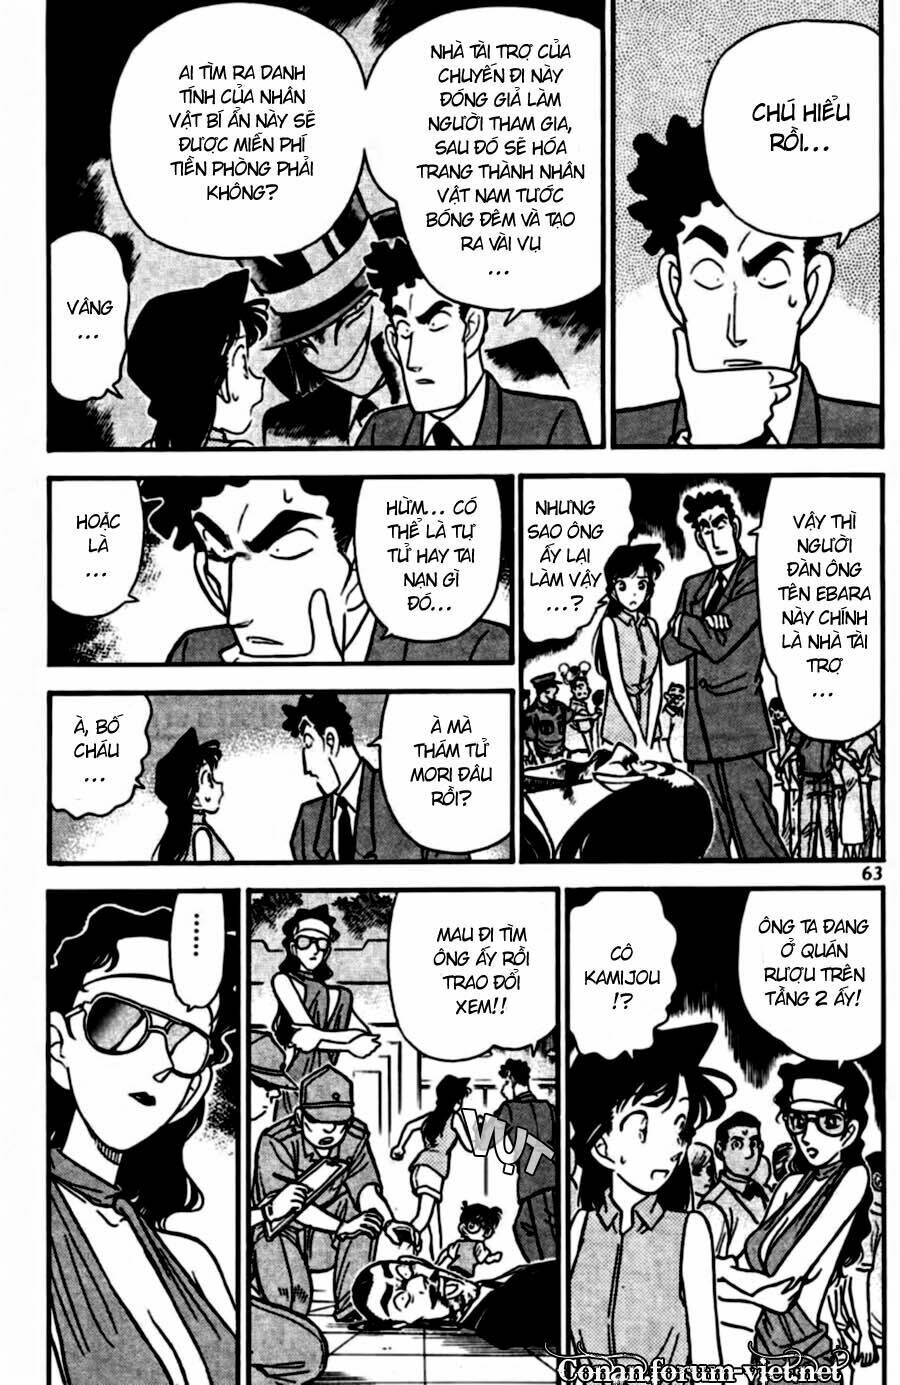 CHÚ HIỂU
RỒI...
NHÀ TÀI TRỢ CỦA
CHUYẾN ĐI NÀY
ĐÓNG GIẢ LÀM
NGƯỜI THAM GIA,
SAU ĐÓ SẼ HÓA
TRANG THÀNH NHÂN
VẬT NAM TƯỚC
BÓNG ĐÊM VÀ TẠO
RA VÀI VỤ
...
AI TÌM RA DANH
TÍNH CỦA NHÂN
VẬT BÍ ẨN NÀY SẼ
ĐƯỢC MIỄN PHÍ
TIỀN PHÒNG PHẢI
KHÔNG?
VÂNG
...
VẬY THÌ
NGƯỜI
ĐÀN ÔNG
TÊN EBARA
NÀY CHÍNH
LÀ NHÀ TÀI
TRỢ
...
NHƯNG
SAO ÔNG
ẤY LẠI
LÀM VẬY
...?
HỪM... CÓ
THỂ LÀ TỰ
TỬ HAY TAI
NẠN GÌ
ĐÓ...
HOẶC
LÀ
...
À MÀ
THÁM TỬ
MORI ĐÂU
RỒI?
À, BỐ
CHÁU
...
63
ÔNG TA ĐANG
Ở QUÁN
RƯỢU TRÊN
TẦNG 2 ẤY!
CÔ
KAMIJOU
!?
MAU ĐI TÌM
ÔNG ẤY RỒI
TRAO ĐỔI
XEM!!
VỤT
........
Conan.forum-viet.net